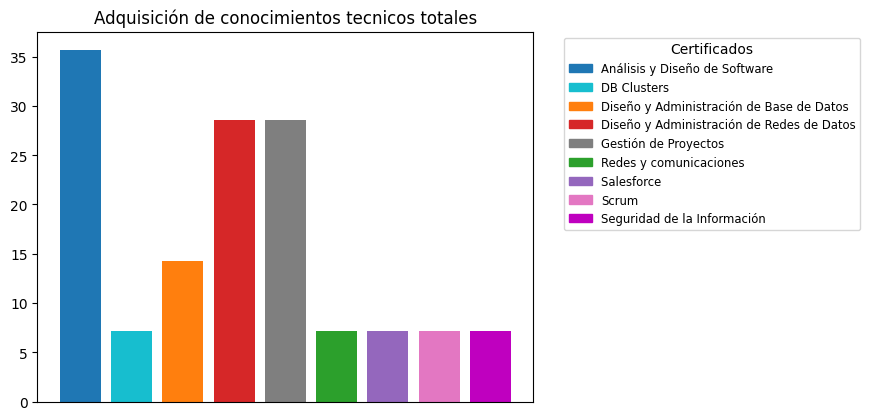 Adquisición de conocimientos tecnicos totales
35
30
25
20
15
10
5
0
Certificados
Análisis y Diseño de Software
DB Clusters
Diseño y Administración de Base de Datos
Diseño y Administración de Redes de Datos
Gestión de Proyectos
Redes y comunicaciones
Salesforce
Scrum
Seguridad de la Información